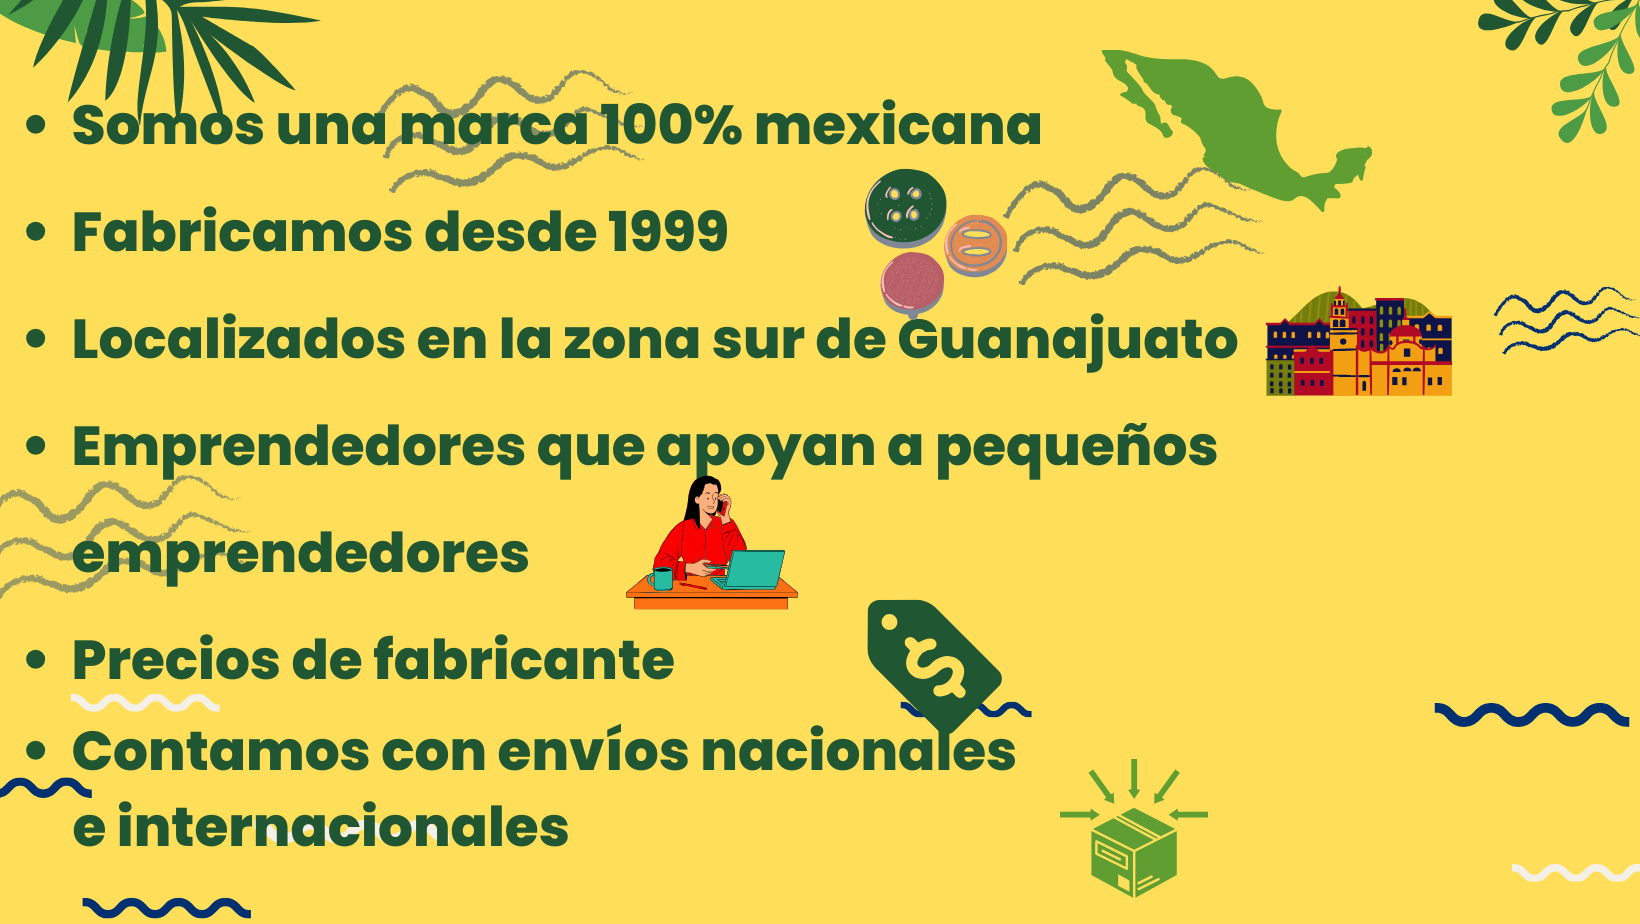 • Somos una marca 100% mexicana
• Fabricamos desde 1999
• Localizados en la zona sur de Guanajuato
• Emprendedores que apoyan a pequeños
emprendedores
• Precios de fabricante
• Contamos con envíos nacionales
e internacionales